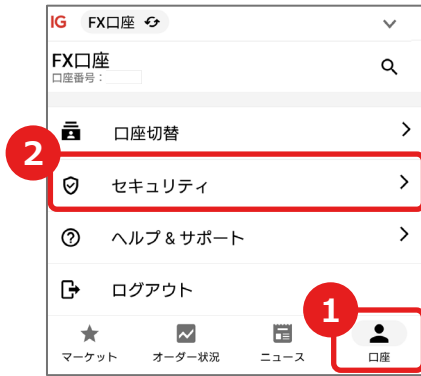 IG FX口座
FX口座
口座番号：
口座切替
2
セキュリティ
ヘルプ＆サポート
ログアウト
1
マーケット オーダー状況 ニュース 口座